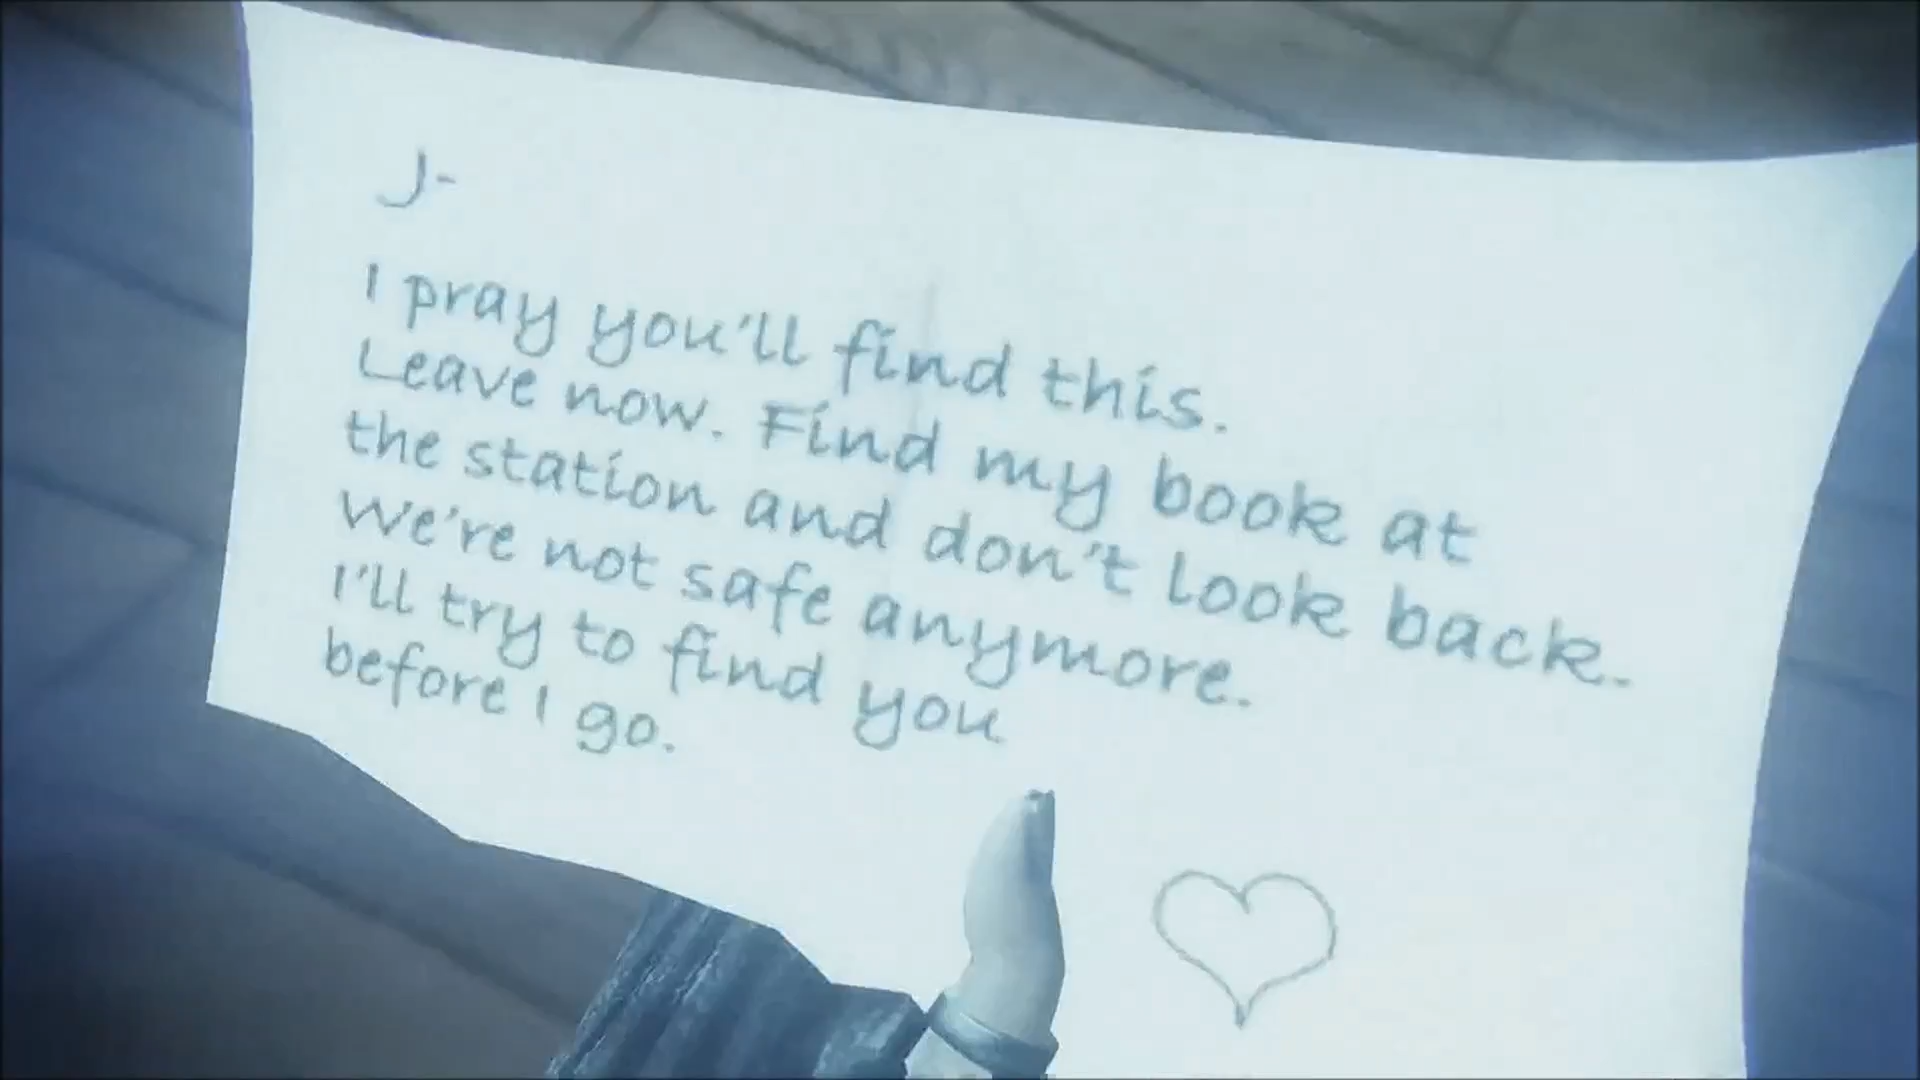 J-
I pray you'll find this.
Leave now. Find my book at
the station and don't look back.
We're not safe anymore.
I'll try to find you
before I go.